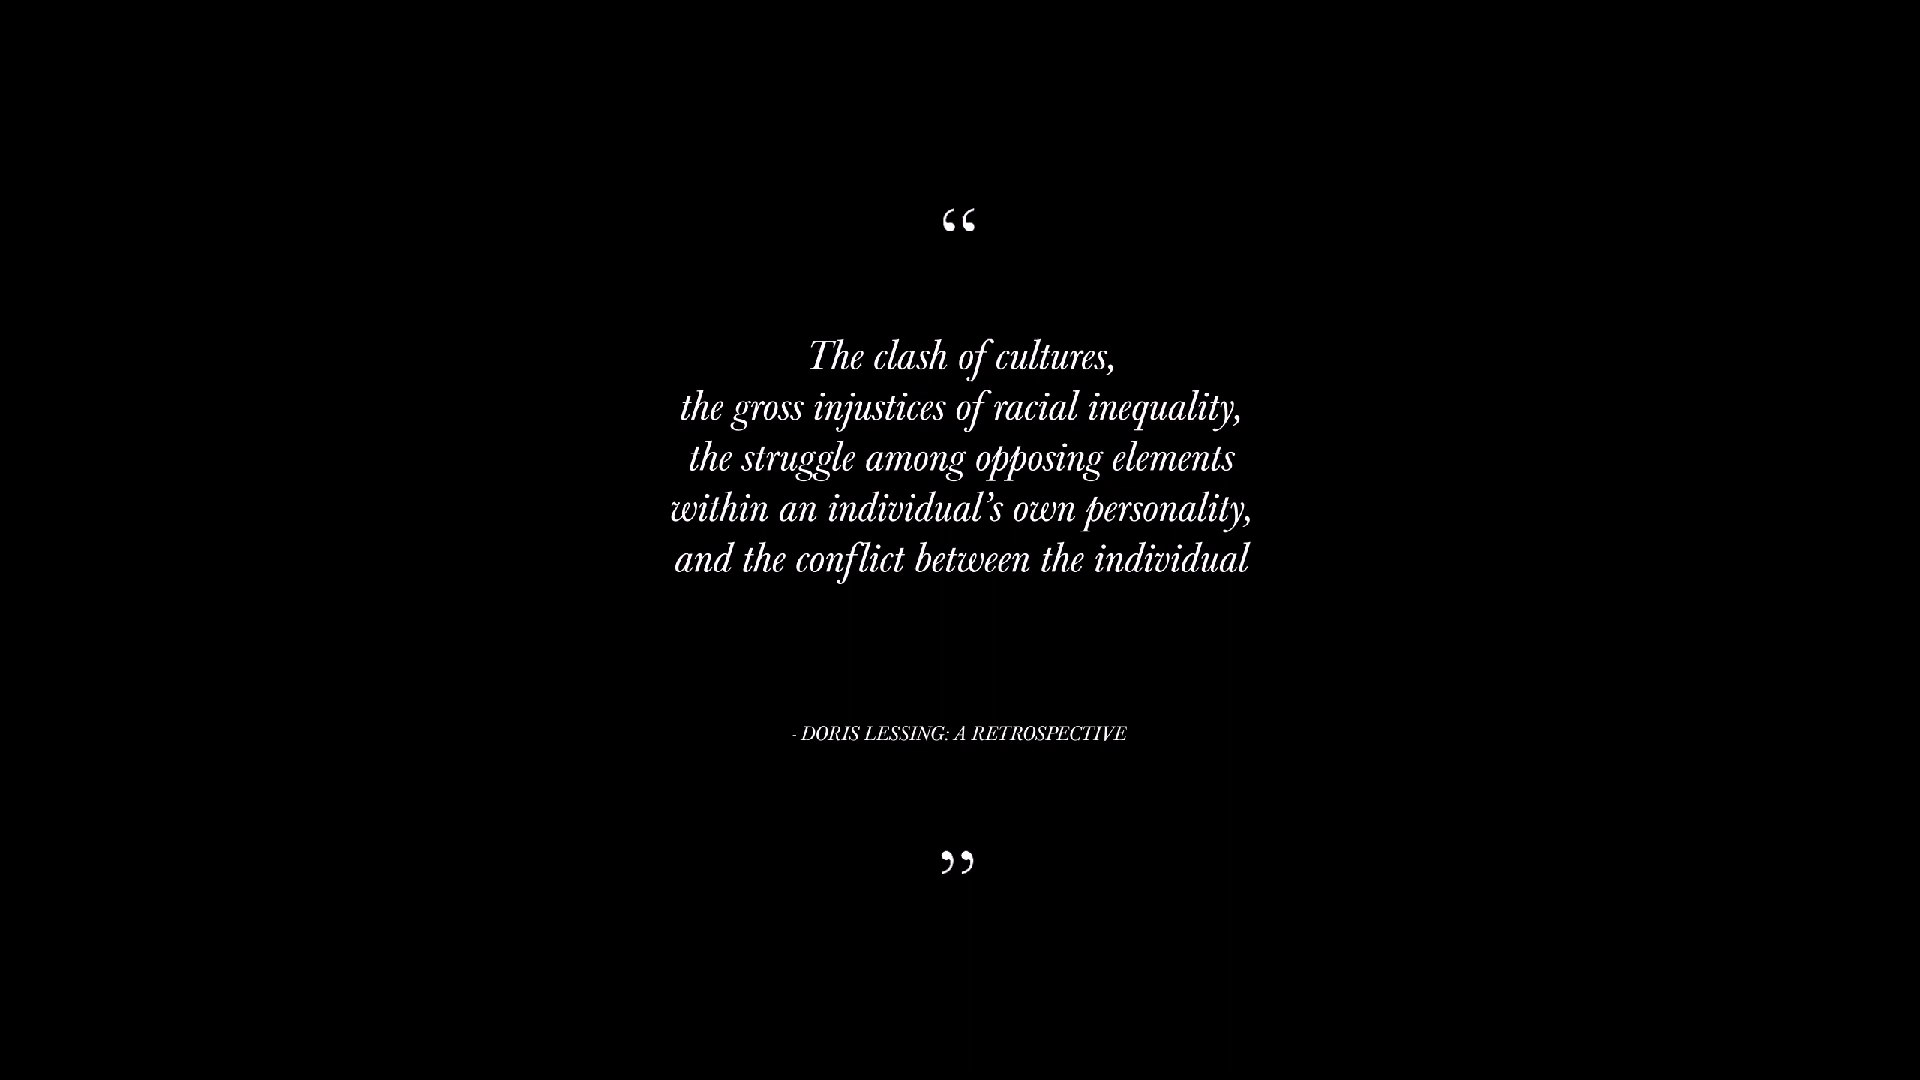 “
The clash of cultures,
the gross injustices of racial inequality,
the struggle among opposing elements
within an individual’s own personality,
and the conflict between the individual
- DORIS LESSING: A RETROSPECTIVE
”